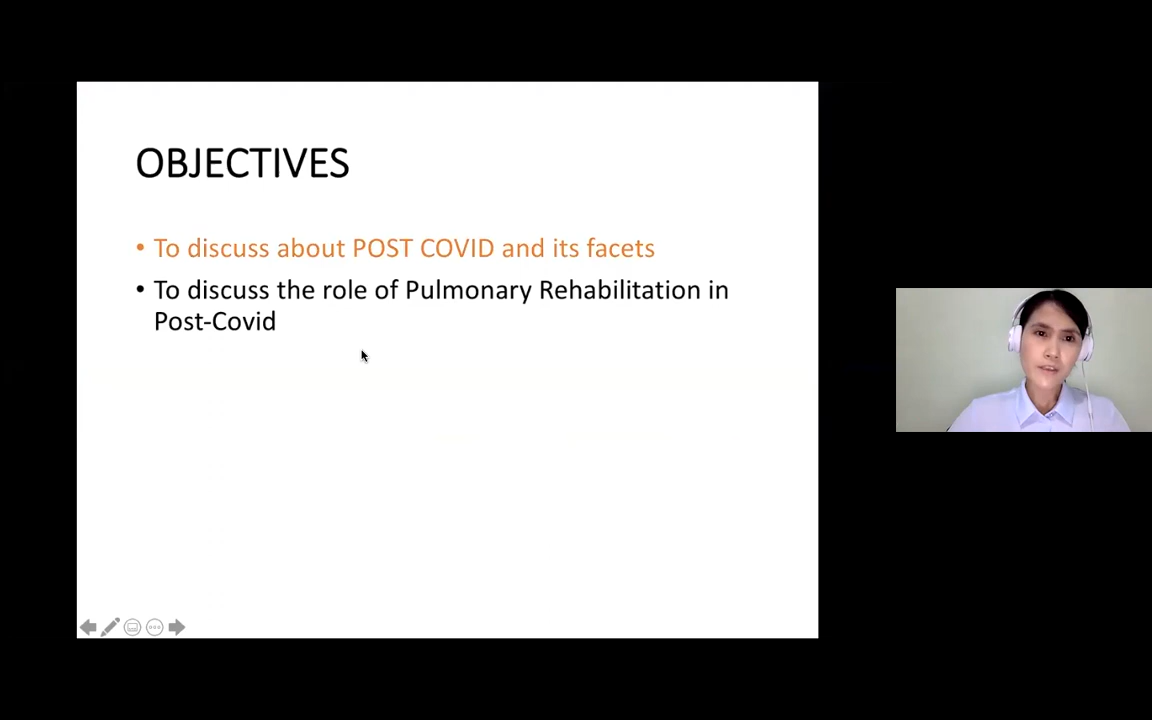 OBJECTIVES
• To discuss about POST COVID and its facets
• To discuss the role of Pulmonary Rehabilitation in
Post-Covid